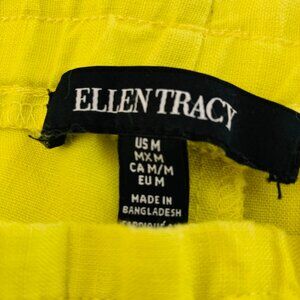 ELLEN TRACY
US M
MX M
CA M/M
EU M
MADE IN
BANGLADESH